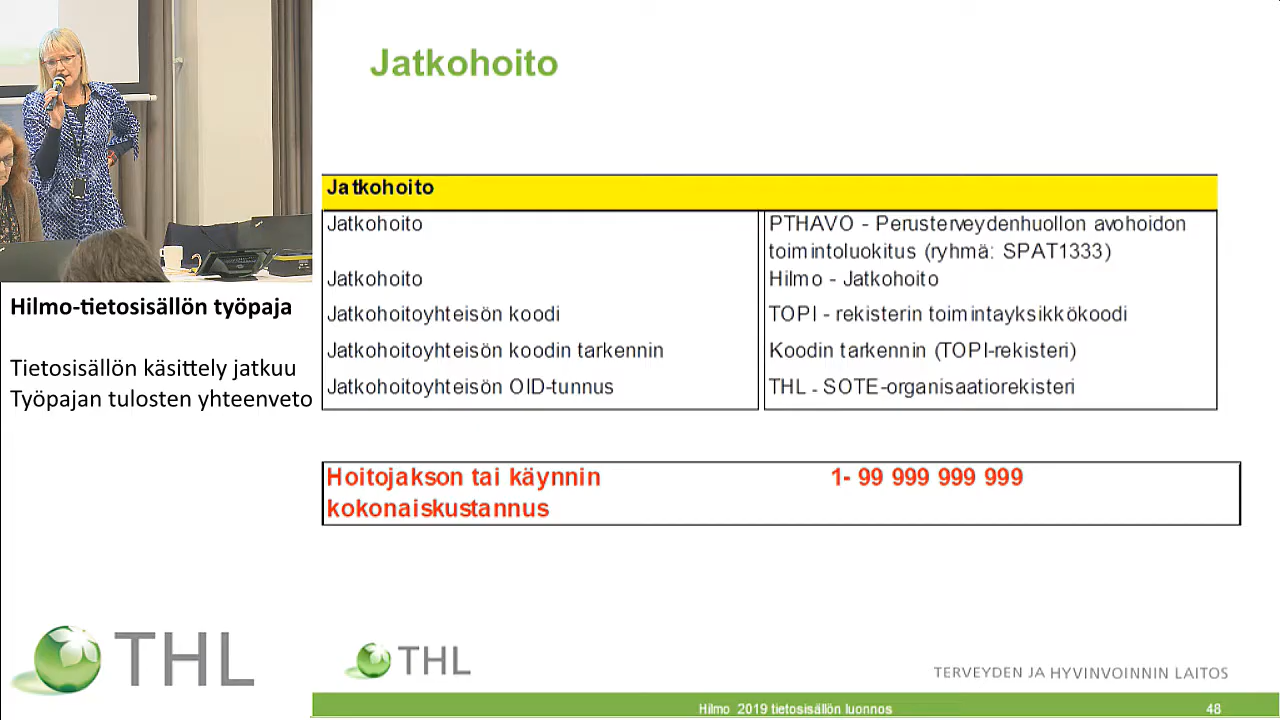 Jatkohoito
Jatkohoito
Jatkohoito
PTHAVO - Perusterveydenhuollon avohoidon
toimintoluokitus (ryhmä: SPAT1333)
Jatkohoito
Hilmo - Jatkohoito
Jatkohoitoyhteisön koodi
TOPI - rekisterin toimintayksikkökoodi
Jatkohoitoyhteisön koodin tarkennin
Koodin tarkennin (TOPI-rekisteri)
Jatkohoitoyhteisön OID-tunnus
THL - SOTE-organisaatiorekisteri
Hoitojakson tai käynnin
kokonaiskustannus
1- 99 999 999 999
Hilmo-tietosisällön työpaja
Tietosisällön käsittely jatkuu
Työpajan tulosten yhteenveto
THL
THL
TERVEYDEN JA HYVINVOINNIN LAITOS
Hilmo 2019 tietosisällön luonnos
48